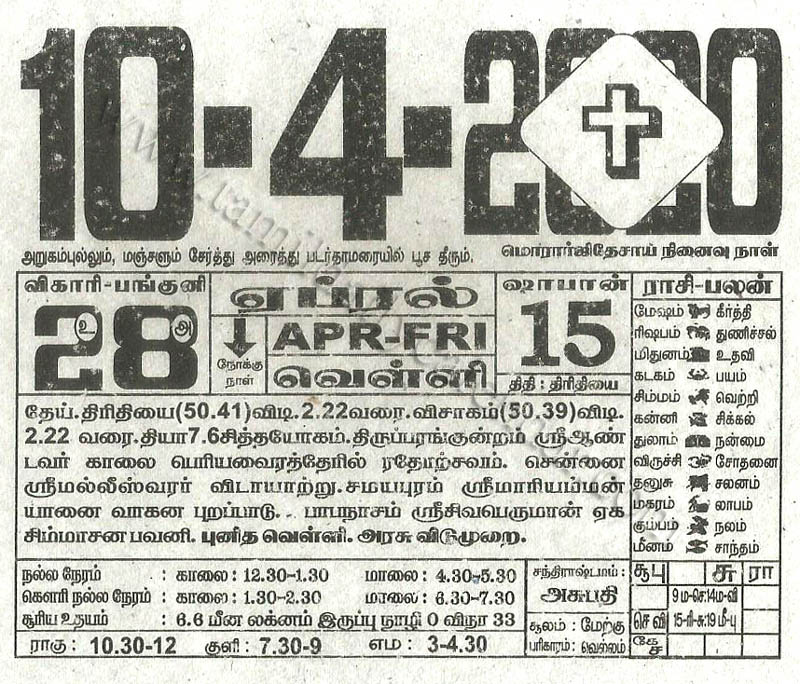 10-4-2020
அறுகம்புல்லும், மஞ்சளும் சேர்த்து அரைத்து படர்தாமரையில் பூச தீரும்.
மொரார்ஜிதேசாய் நினைவு நாள்
விகாரி-பங்குனி
28
உ
அ
ஏப்ரல்
APR-FRI
வெள்ளி
நோக்கு
நாள்
ஷாபான்
15
திதி : திரிதியை
ராசி-பலன்
மேஷம் கீர்த்தி
ரிஷபம் துணிச்சல்
மிதுனம் உதவி
கடகம் பயம்
சிம்மம் வெற்றி
கன்னி சிக்கல்
துலாம் நன்மை
விருச்சி சோதனை
தனுசு சலனம்
மகரம் லாபம்
கும்பம் நலம்
மீனம் சாந்தம்
தேய். திரிதியை(50.41)விடி.2.22வரை.விசாகம்(50.39)விடி.
2.22 வரை.தியா7.6சித்தயோகம்.திருப்பரங்குன்றம் ஸ்ரீஆண்
டவர் காலை பெரியவைரத்தேரில் ரதோற்சவம். சென்னை
ஸ்ரீமல்லீஸ்வரர் விடாயாற்று.சமயபுரம் ஸ்ரீமாரியம்மன்
யானை வாகன புறப்பாடு. பாபநாசம் ஸ்ரீசிவபெருமான் ஏக
சிம்மாசன பவனி. புனித வெள்ளி. அரசு விடுமுறை.
நல்ல நேரம் : காலை : 12.30-1.30 மாலை : 4.30-5.30
கௌரி நல்ல நேரம் : காலை : 1.30-2.30 மாலை : 6.30-7.30
சூரிய உதயம் : 6.6 மீன லக்னம் இருப்பு நாழி 0 விநா 33
ராகு : 10.30-12 குளி : 7.30-9 எம : 3-4.30
சந்திராஷ்டமம் :
அசுபதி
சூலம் : மேற்கு
பரிகாரம் : வெல்லம்
சூபு சு ரா
9 ம-செ:14ம-வி
செ வி 15-ரி-சு:19 மீ-பு
கே